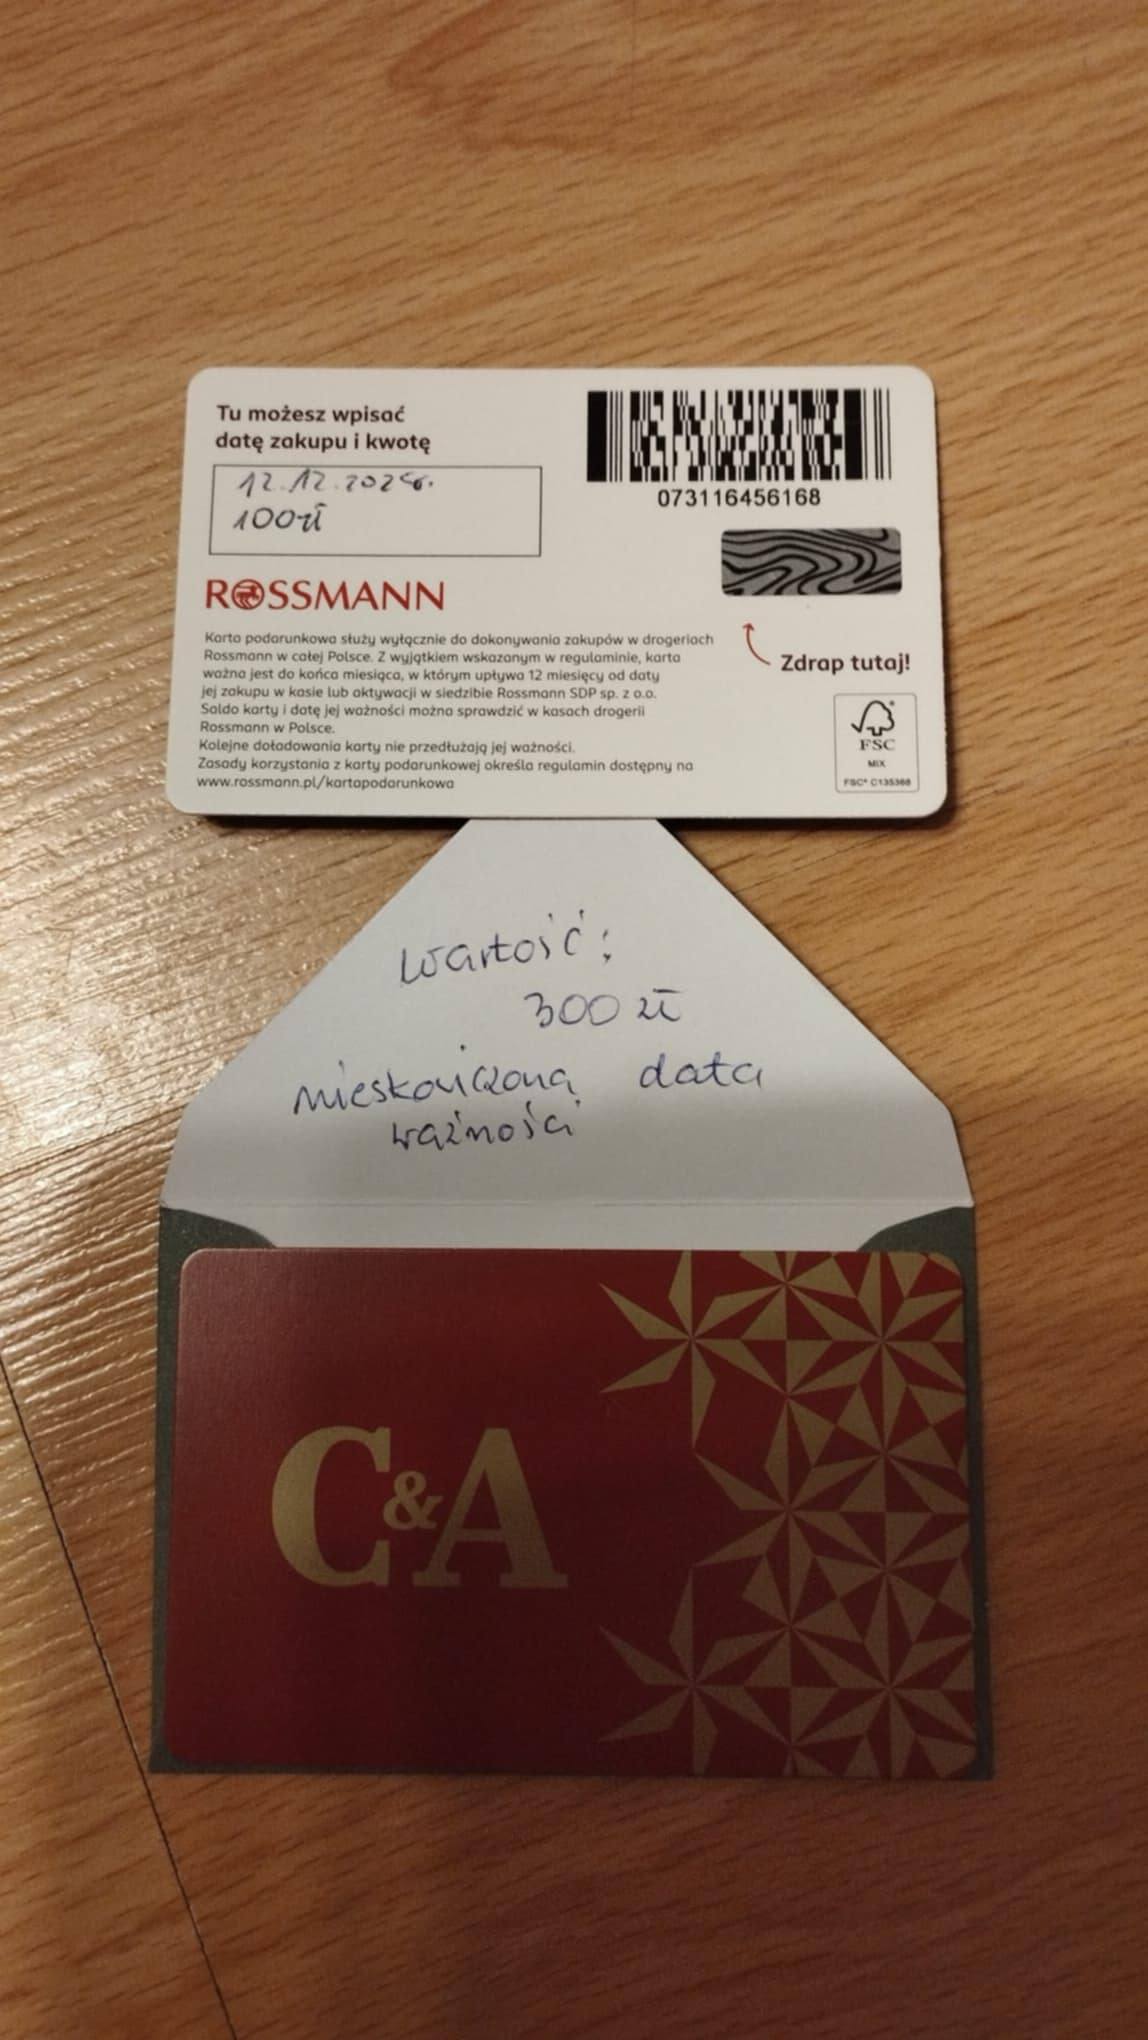 Tu możesz wpisać
datę zakupu i kwotę
12.12.2025r.
100zł
073116456168
ROSSMANN
Zdrap tutaj!
Karta podarunkowa służy wyłącznie do dokonywania zakupów w drogeriach
Rossmann w całej Polsce. Z wyjątkiem wskazanym w regulaminie, karta
ważna jest do końca miesiąca, w którym upływa 12 miesięcy od daty
jej zakupu w kasie lub aktywacji w siedzibie Rossmann SDP sp. z o.o.
Saldo karty i datę jej ważności można sprawdzić w kasach drogerii
Rossmann w Polsce.
Kolejne doładowania karty nie przedłużają jej ważności.
Zasady korzystania z karty podarunkowej określa regulamin dostępny na
www.rossmann.pl/kartapodarunkowa
FSC
MIX
FSC® C135368
Wartość:
300 zł
nieskończona data
ważności
C&A